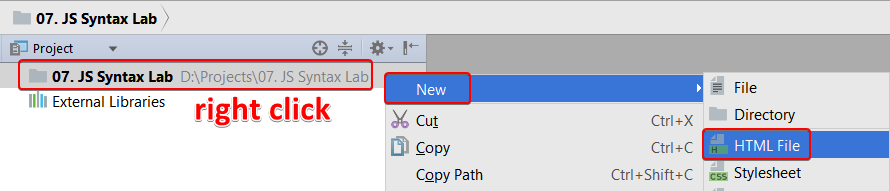 07. JS Syntax Lab
Project
07. JS Syntax Lab D:\Projects\07. JS Syntax Lab
External Libraries
right click
New
Cut Ctrl+X
Copy Ctrl+C
Copy Path Ctrl+Shift+C
File
Directory
H HTML File
CSS Stylesheet